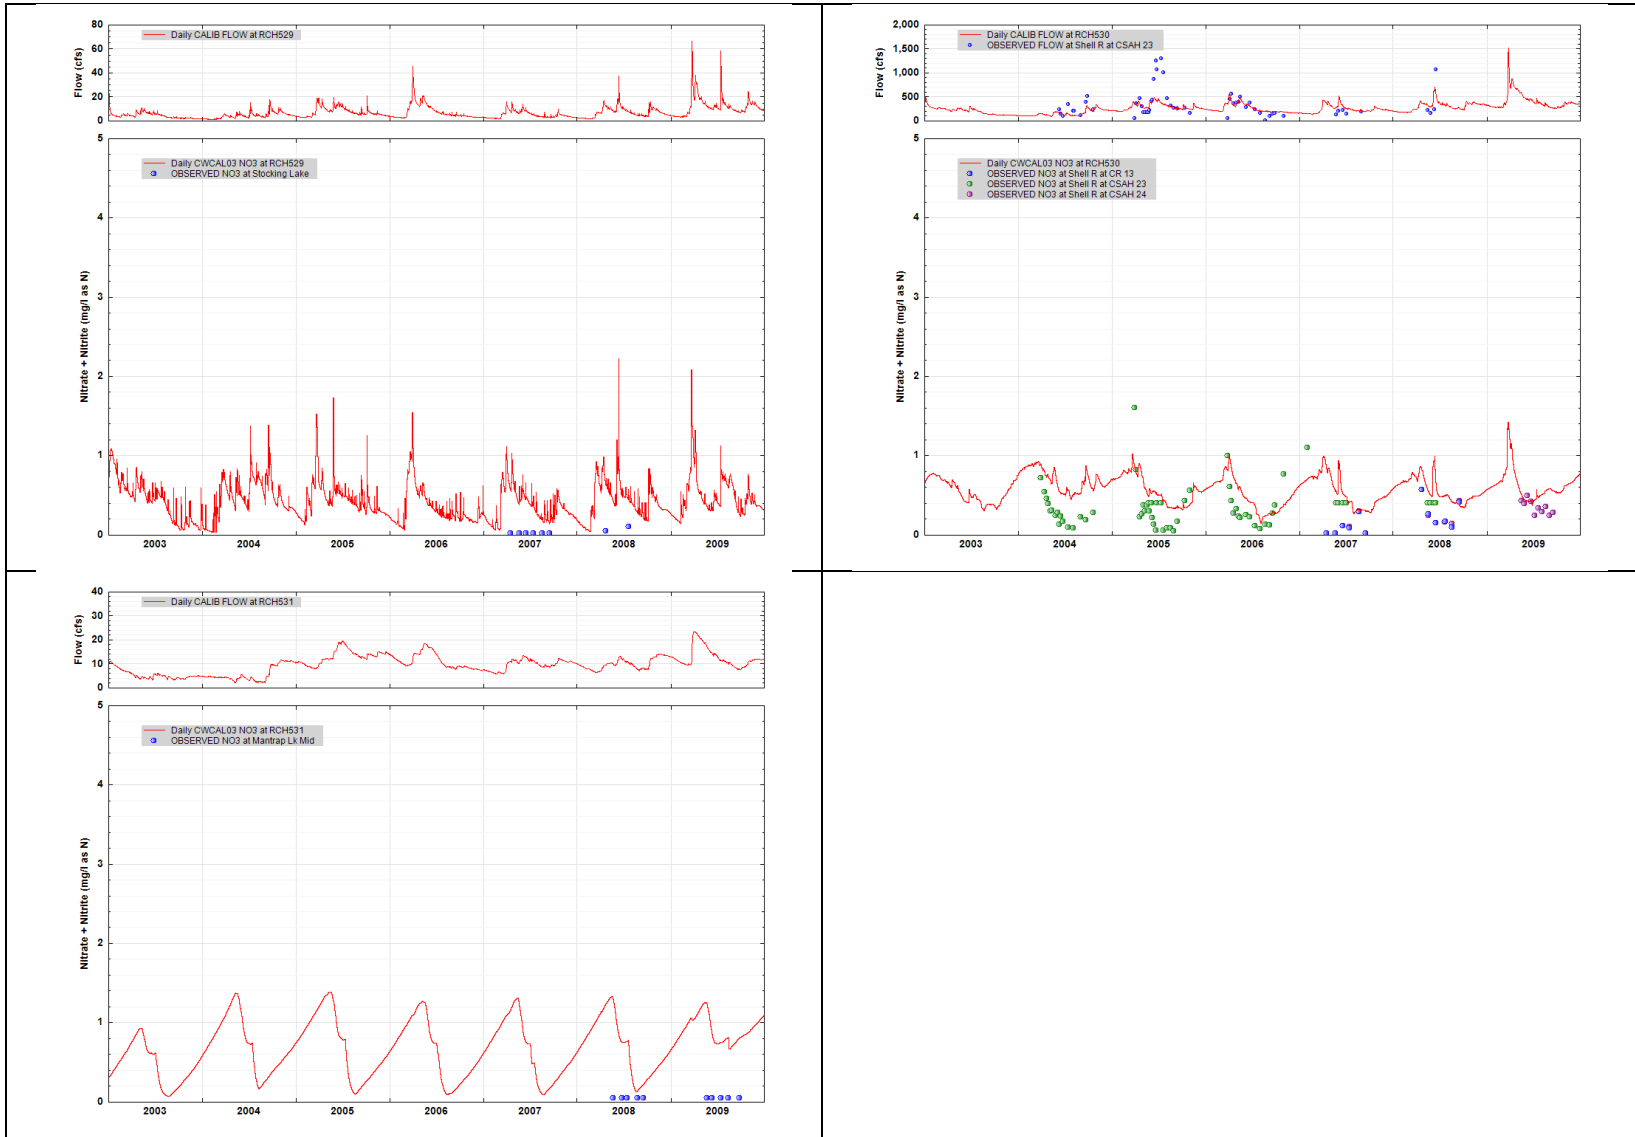 Flow (cfs)
80
60
40
20
0
Daily CALIB FLOW at RCH529
Nitrate + Nitrite (mg/l as N)
5
4
3
2
1
0
Daily CWCAL03 NO3 at RCH529
OBSERVED NO3 at Stocking Lake
2003 2004 2005 2006 2007 2008 2009
Flow (cfs)
2,000
1,500
1,000
500
0
Daily CALIB FLOW at RCH530
OBSERVED FLOW at Shell R at CSAH 23
Nitrate + Nitrite (mg/l as N)
5
4
3
2
1
0
Daily CWCAL03 NO3 at RCH530
OBSERVED NO3 at Shell R at CR 13
OBSERVED NO3 at Shell R at CSAH 23
OBSERVED NO3 at Shell R at CSAH 24
2003 2004 2005 2006 2007 2008 2009
Flow (cfs)
40
30
20
10
0
Daily CALIB FLOW at RCH531
Nitrate + Nitrite (mg/l as N)
5
4
3
2
1
0
Daily CWCAL03 NO3 at RCH531
OBSERVED NO3 at Mantrap Lk Mid
2003 2004 2005 2006 2007 2008 2009